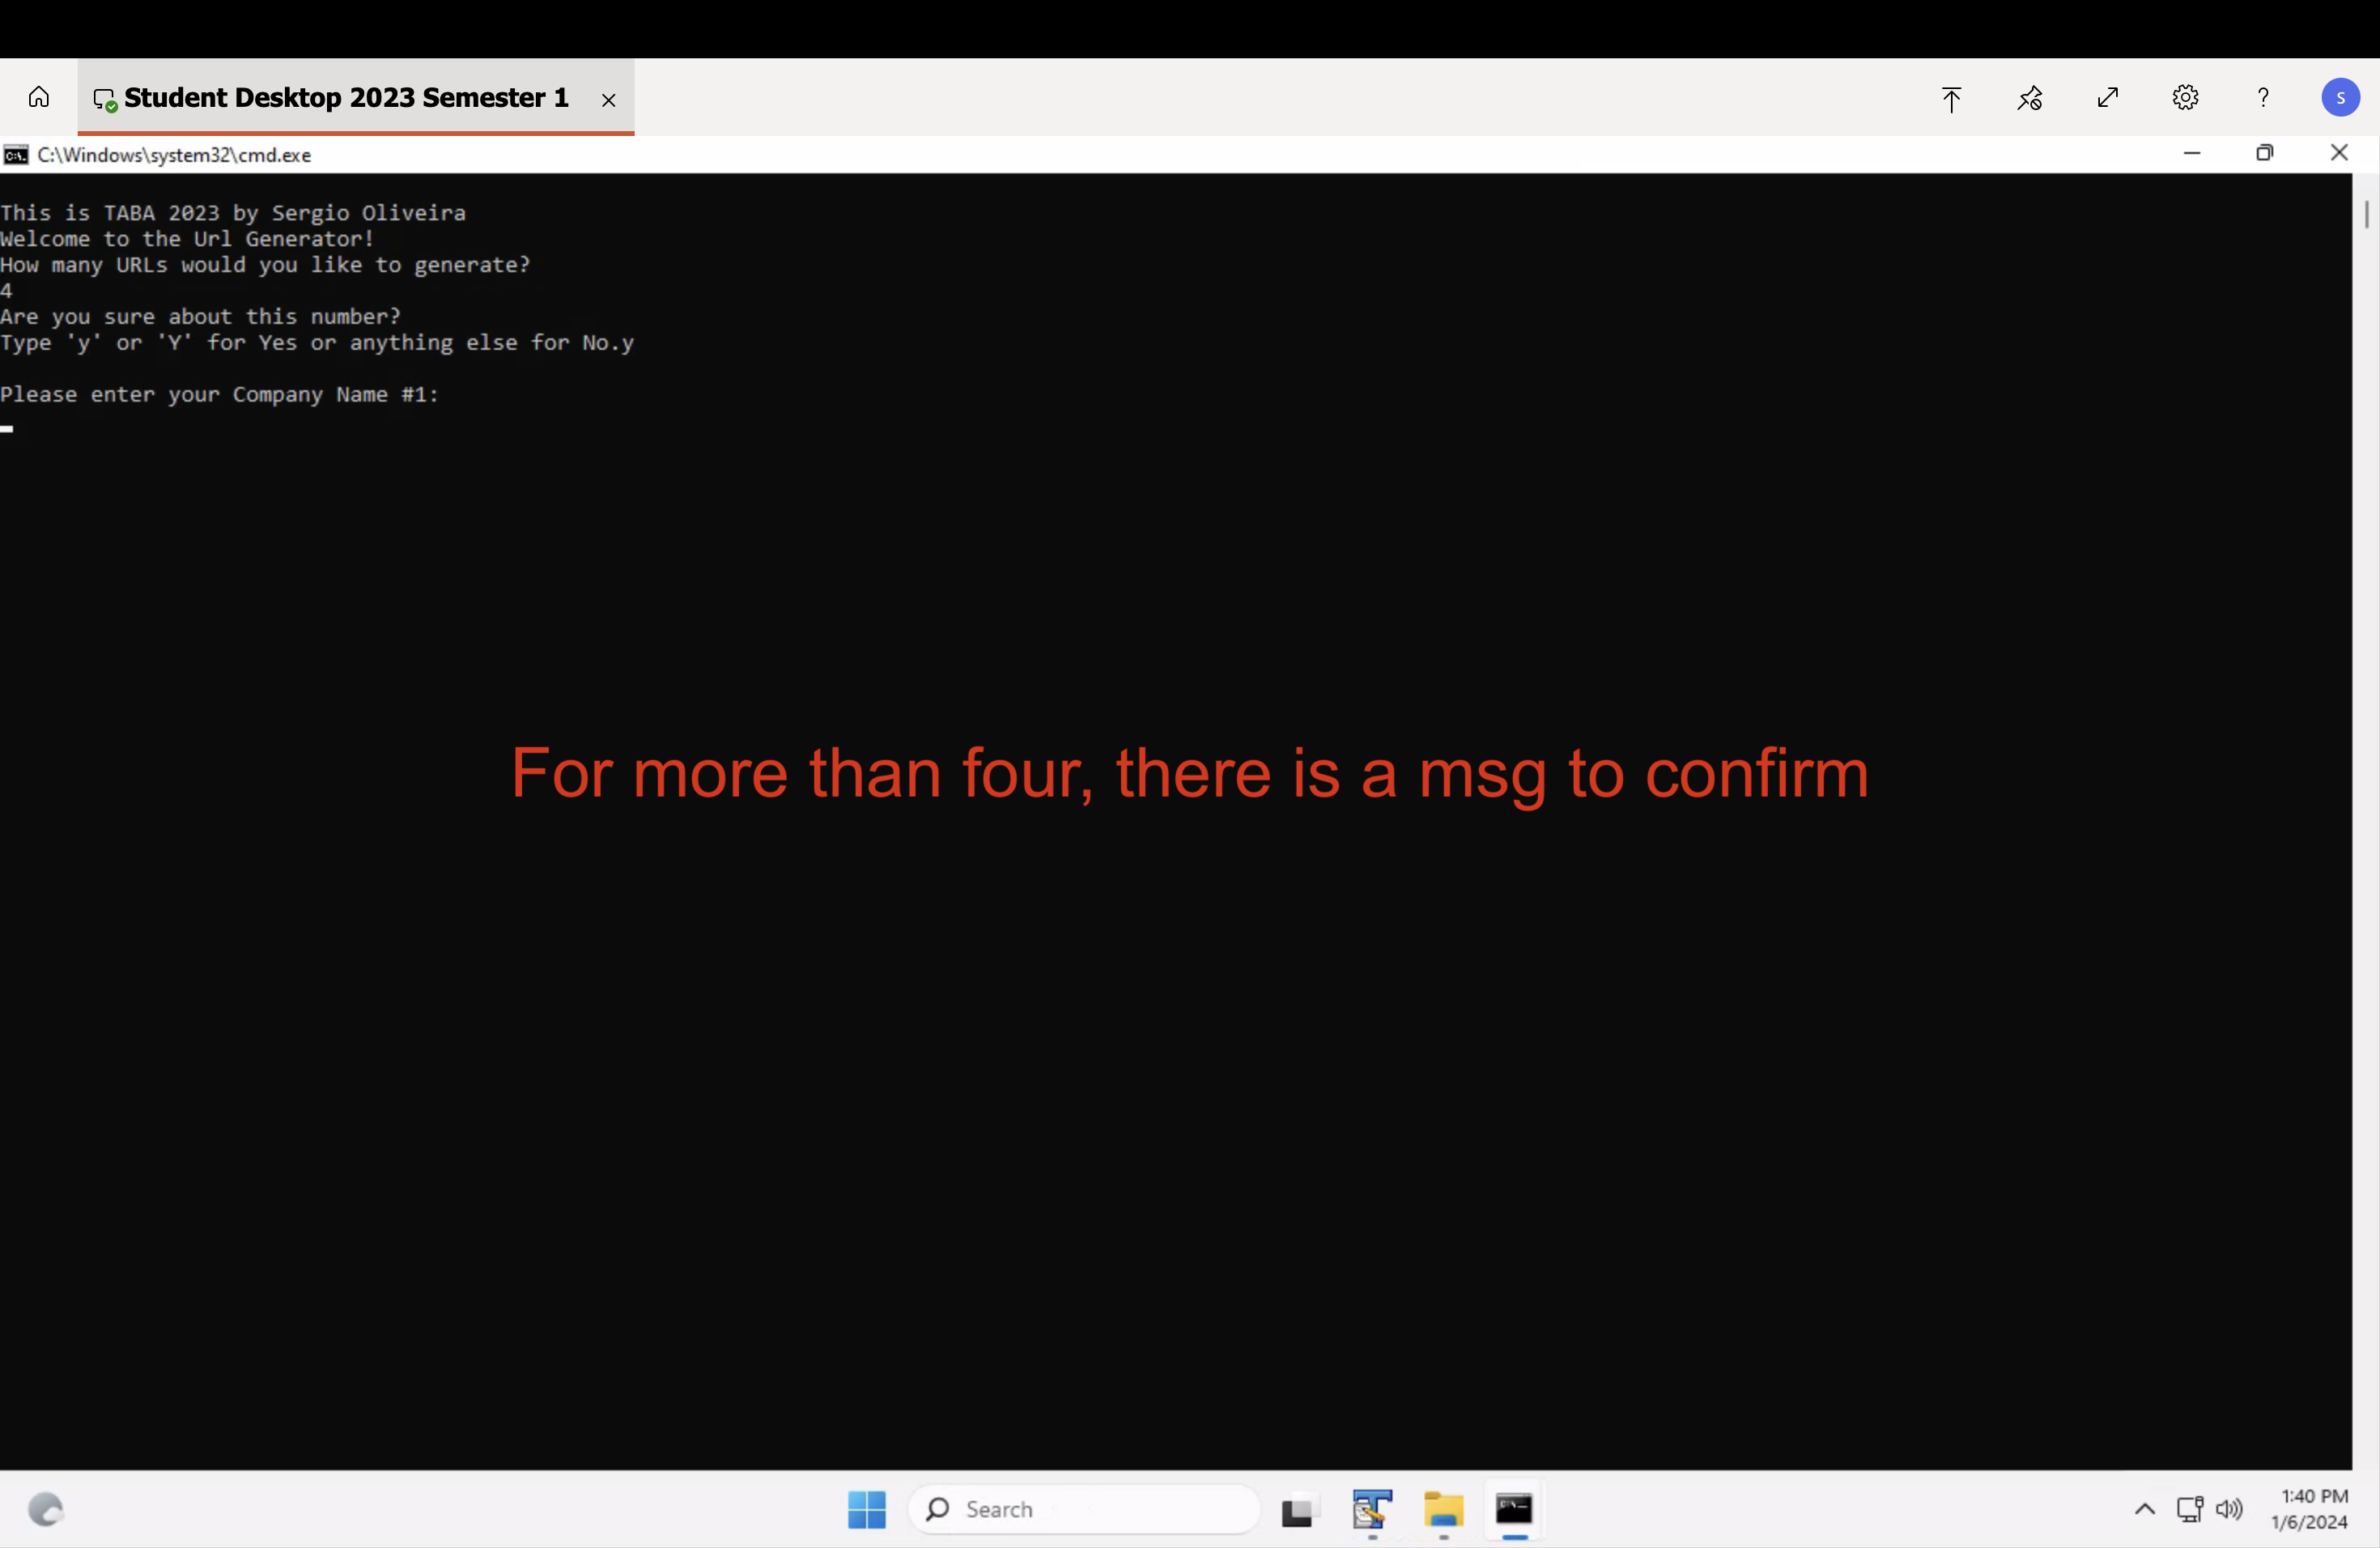 Student Desktop 2023 Semester 1
S
C:\Windows\system32\cmd.exe
This is TABA 2023 by Sergio Oliveira
Welcome to the Url Generator!
How many URLs would you like to generate?
4
Are you sure about this number?
Type 'y' or 'Y' for Yes or anything else for No.y
Please enter your Company Name #1:
For more than four, there is a msg to confirm
Search
1:40 PM
1/6/2024